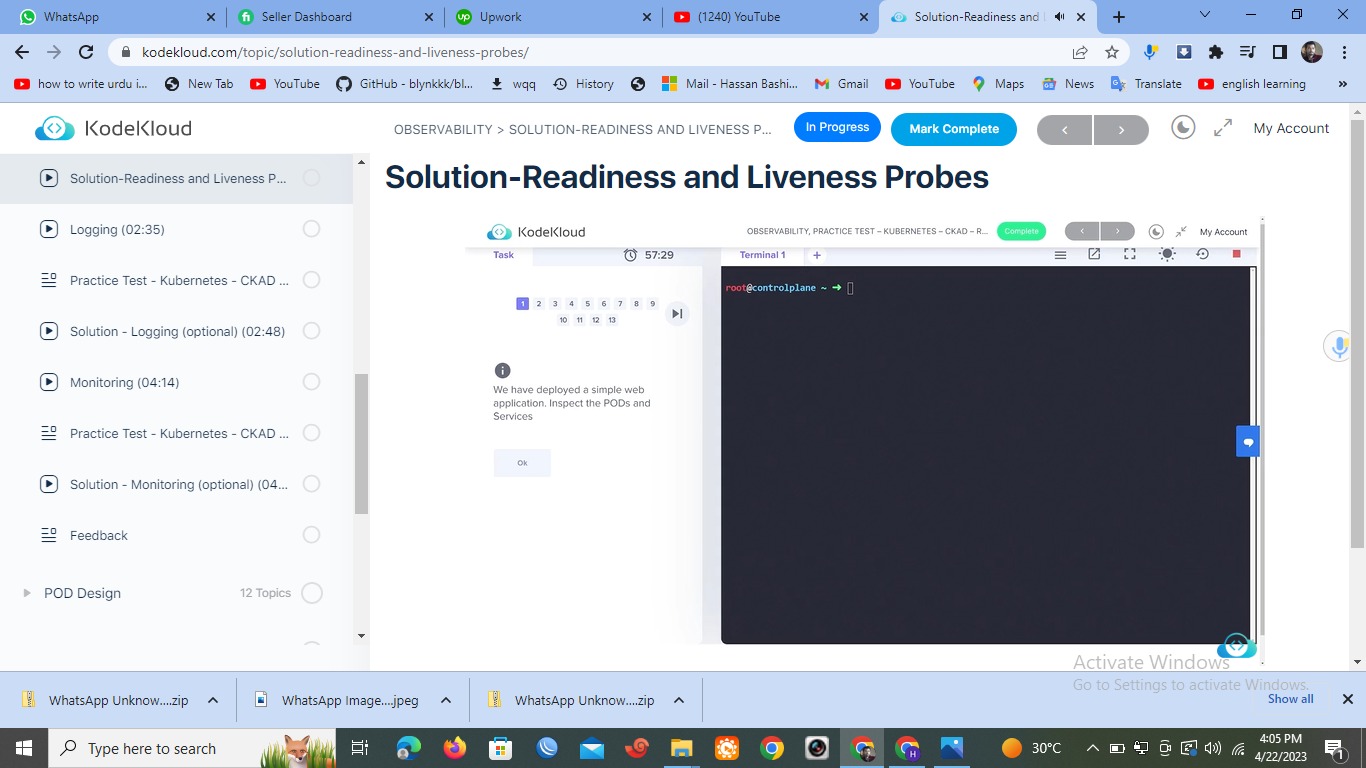 WhatsApp
Seller Dashboard
Upwork
(1240) YouTube
Solution-Readiness and L
kodekloud.com/topic/solution-readiness-and-liveness-probes/
how to write urdu i...
New Tab
YouTube
GitHub - blynkkk/bl...
wqq
History
Mail - Hassan Bashi...
Gmail
YouTube
Maps
News
Translate
english learning
»
KodeKloud
OBSERVABILITY > SOLUTION-READINESS AND LIVENESS P...
In Progress
Mark Complete
My Account
Solution-Readiness and Liveness P...
Logging (02:35)
Practice Test - Kubernetes - CKAD ...
Solution - Logging (optional) (02:48)
Monitoring (04:14)
Practice Test - Kubernetes - CKAD ...
Solution - Monitoring (optional) (04...
Feedback
POD Design 12 Topics
Solution-Readiness and Liveness Probes
KodeKloud
OBSERVABILITY, PRACTICE TEST – KUBERNETES – CKAD – R...
Complete
My Account
Task
57:29
Terminal 1 +
1 2 3 4 5 6 7 8 9
10 11 12 13
We have deployed a simple web
application. Inspect the PODs and
Services
Ok
root@controlplane ~ ➜
Activate Windows
Go to Settings to activate Windows.
WhatsApp Unknow....zip
WhatsApp Image....jpeg
WhatsApp Unknow....zip
Show all
Type here to search
30°C
4:05 PM
4/22/2023
1